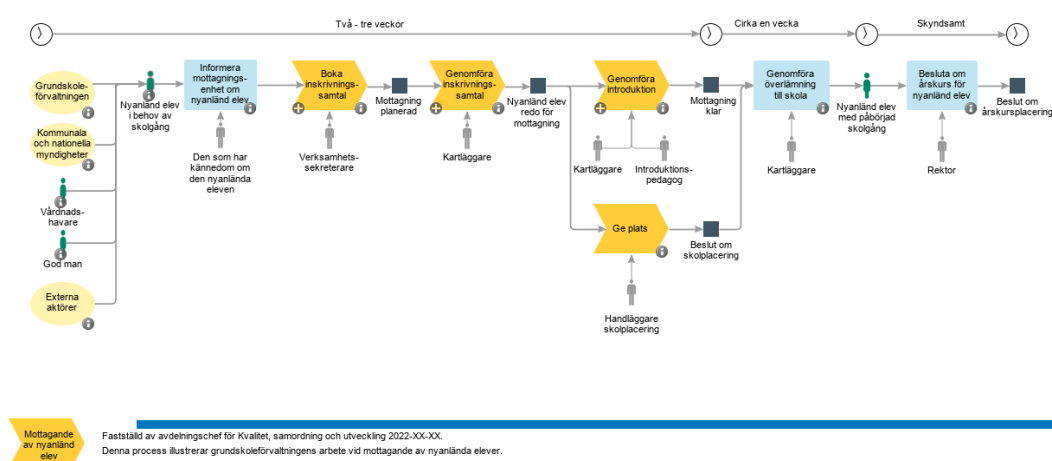 Två - tre veckor
Cirka en vecka
Skyndsamt
Grundskole-
förvaltningen
Kommunala
och nationella
myndigheter
Vårdnads-
havare
God man
Externa
aktörer
Nyanländ elev
i behov av
skolgång
Informera
mottagnings-
enhet om
nyanländ elev
Den som har
kännedom om
den nyanlända
eleven
Boka
inskrivnings-
samtal
Verksamhets-
sekreterare
Mottagning
planerad
Genomföra
inskrivnings-
samtal
Kartläggare
Nyanländ elev
redo för
mottagning
Genomföra
introduktion
Kartläggare
Introduktions-
pedagog
Mottagning
klar
Ge plats
Handläggare
skolplacering
Beslut om
skolplacering
Genomföra
överlämning
till skola
Kartläggare
Nyanländ elev
med påbörjad
skolgång
Besluta om
årskurs för
nyanländ elev
Rektor
Beslut om
årskursplacering
Mottagande
av nyanländ
elev
Fastställd av avdelningschef för Kvalitet, samordning och utveckling 2022-XX-XX.
Denna process illustrerar grundskoleförvaltningens arbete vid mottagande av nyanlända elever.